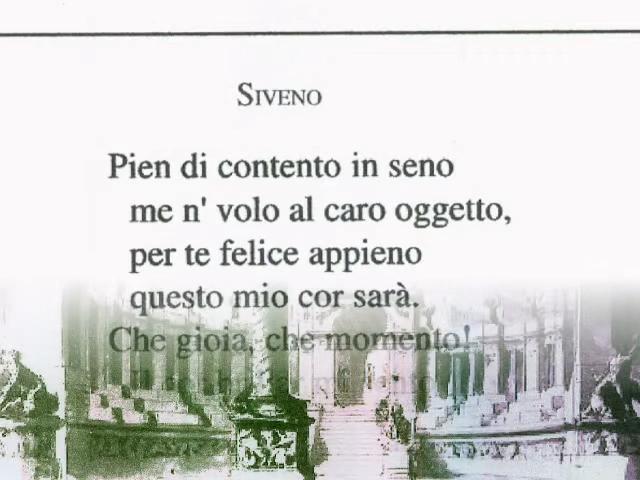 SIVENO
Pien di contento in seno
me n' volo al caro oggetto,
per te felice appieno
questo mio cor sarà.
Che gioia, che momento!